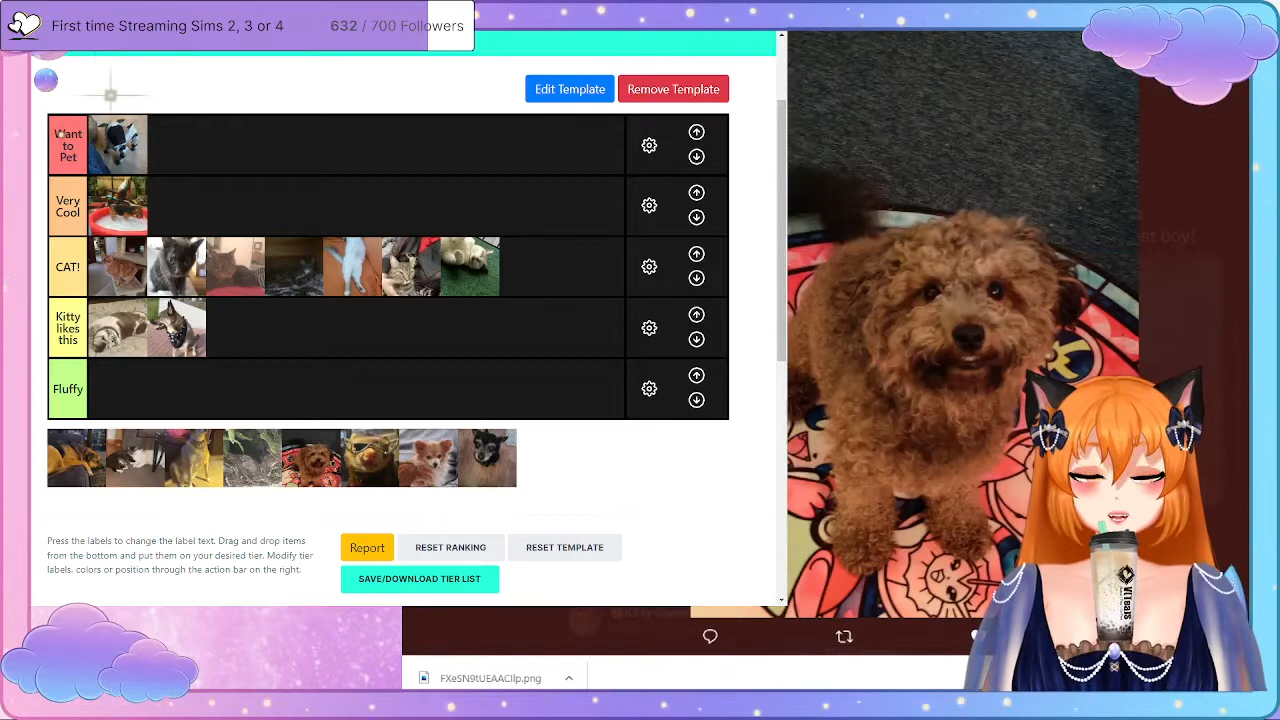 First time Streaming Sims 2, 3 or 4 632 / 700 Followers
Edit Template Remove Template
Want
to
Pet
Very
Cool
CAT!
Kitty
likes
this
Fluffy
Press the labels to change the label text. Drag and drop items
from the bottom and put them on your desired tier. Modify tier
labels, colors or position through the action bar on the right.
Report RESET RANKING RESET TEMPLATE
SAVE/DOWNLOAD TIER LIST
st boy!